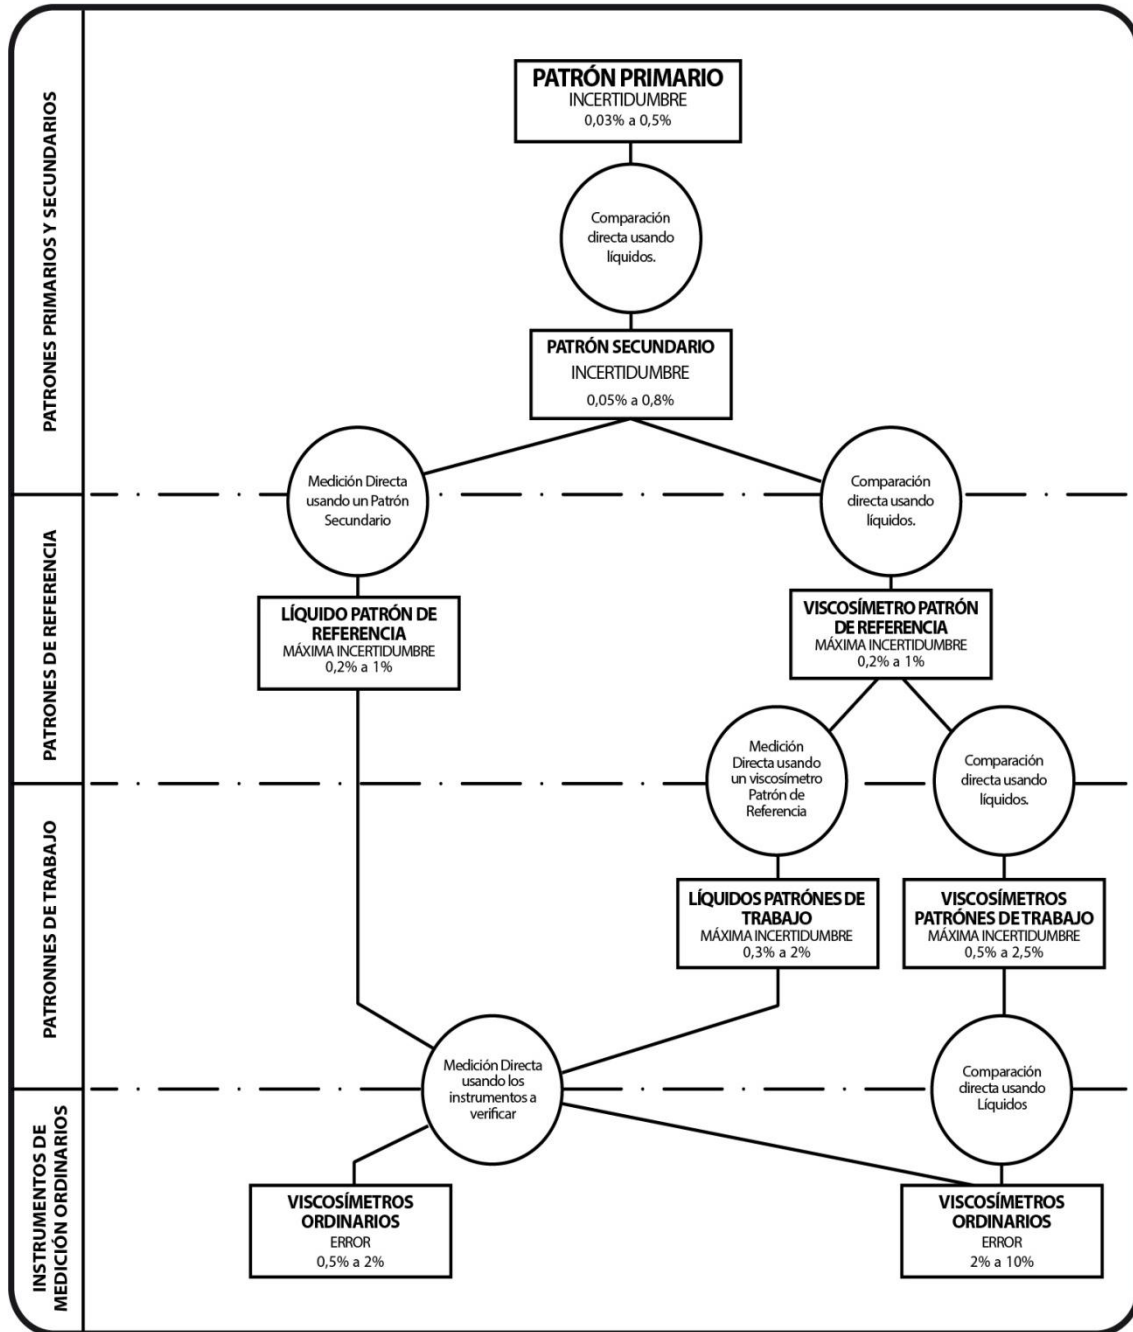 PATRONES PRIMARIOS Y SECUNDARIOS
PATRÓN PRIMARIO
INCERTIDUMBRE
0,03% a 0,5%
Comparación
directa usando
líquidos.
PATRÓN SECUNDARIO
INCERTIDUMBRE
0,05% a 0,8%
Medición Directa
usando un Patrón
Secundario
Comparación
directa usando
líquidos.
PATRONES DE REFERENCIA
LÍQUIDO PATRÓN DE
REFERENCIA
MÁXIMA INCERTIDUMBRE
0,2% a 1%
VISCOSÍMETRO PATRÓN
DE REFERENCIA
MÁXIMA INCERTIDUMBRE
0,2% a 1%
Medición
Directa usando
un viscosímetro
Patrón de
Referencia
Comparación
directa usando
líquidos.
PATRONNES DE TRABAJO
LÍQUIDOS PATRÓNES DE
TRABAJO
MÁXIMA INCERTIDUMBRE
0,3% a 2%
VISCOSÍMETROS
PATRÓNES DE TRABAJO
MÁXIMA INCERTIDUMBRE
0,5% a 2,5%
Medición Directa
usando los
instrumentos a
verificar
Comparación
directa usando
Líquidos
INSTRUMENTOS DE
MEDICIÓN ORDINARIOS
VISCOSÍMETROS
ORDINARIOS
ERROR
0,5% a 2%
VISCOSÍMETROS
ORDINARIOS
ERROR
2% a 10%